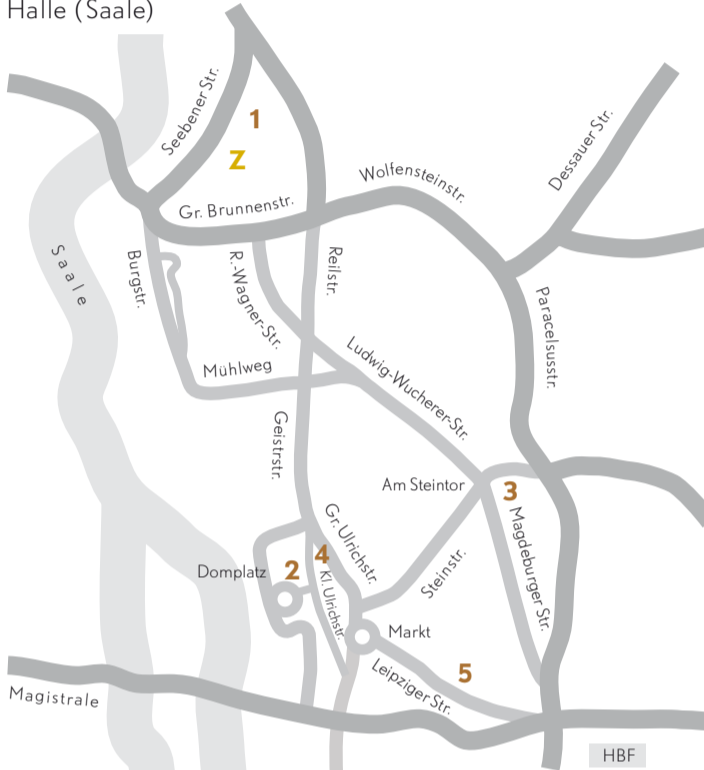 Halle (Saale)
Seebener Str.
1
Z
Gr. Brunnenstr.
Wolfensteinstr.
Dessauer Str.
Saale
Burgstr.
R.-Wagner-Str.
Reilstr.
Paracelsusstr.
Mühlweg
Ludwig-Wucherer-Str.
Geistrstr.
Am Steintor
3
Magdeburger Str.
Gr. Ulrichstr.
4
Domplatz
2
Kl. Ulrichstr.
Steinstr.
Markt
5
Leipziger Str.
Magistrale
HBF